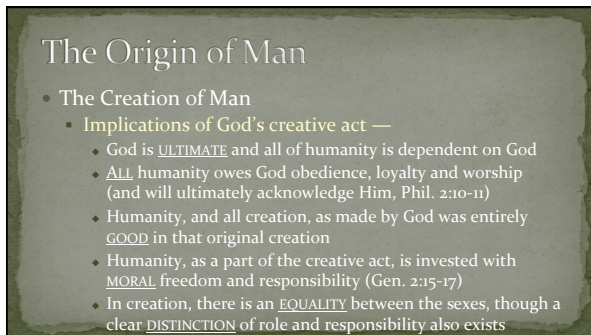 The Origin of Man
• The Creation of Man
▪ Implications of God's creative act —
◆ God is ULTIMATE and all of humanity is dependent on God
◆ ALL humanity owes God obedience, loyalty and worship
(and will ultimately acknowledge Him, Phil. 2:10-11)
◆ Humanity, and all creation, as made by God was entirely
GOOD in that original creation
◆ Humanity, as a part of the creative act, is invested with
MORAL freedom and responsibility (Gen. 2:15-17)
◆ In creation, there is an EQUALITY between the sexes, though a
clear DISTINCTION of role and responsibility also exists